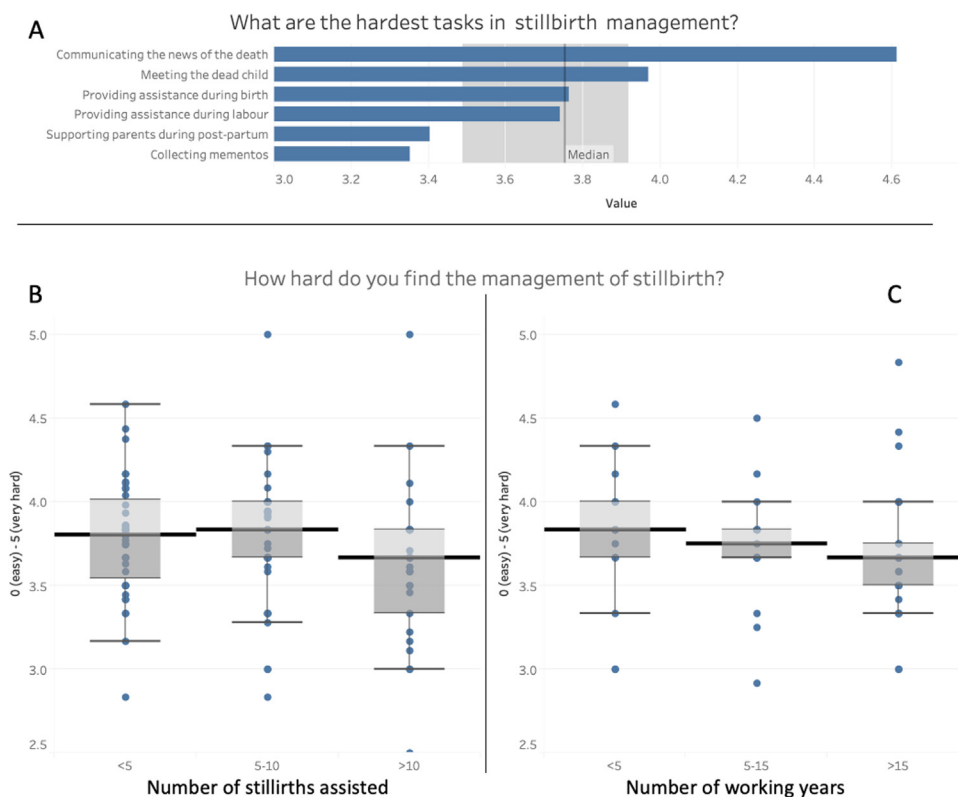 A
What are the hardest tasks in stillbirth management?
Communicating the news of the death
Meeting the dead child
Providing assistance during birth
Providing assistance during labour
Supporting parents during post-partum
Collecting mementos
Median
3.0 3.2 3.4 3.6 3.8 4.0 4.2 4.4 4.6
Value
How hard do you find the management of stillbirth?
B
C
0 (easy) - 5 (very hard)
5.0
4.5
4.0
3.5
3.0
2.5
<5 5-10 >10
Number of stillirths assisted
0 (easy) - 5 (very hard)
5.0
4.5
4.0
3.5
3.0
2.5
<5 5-15 >15
Number of working years